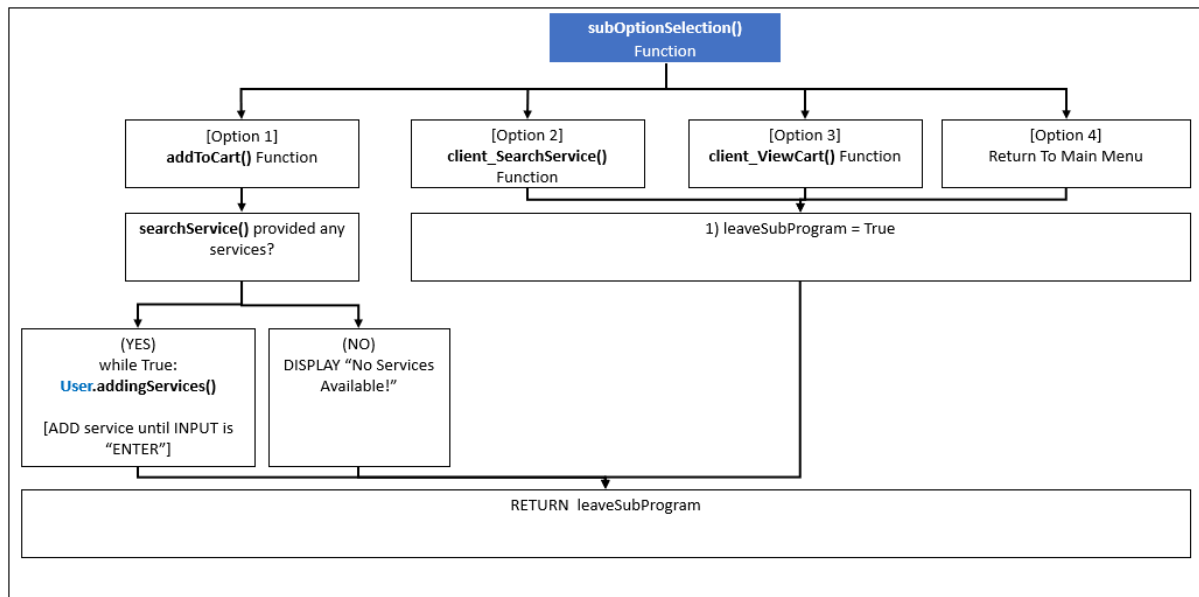 subOptionSelection()
Function
[Option 1]
addToCart() Function
[Option 2]
client_SearchService()
Function
[Option 3]
client_ViewCart() Function
[Option 4]
Return To Main Menu
searchService() provided any
services?
1) leaveSubProgram = True
(YES)
while True:
User.addingServices()
[ADD service until INPUT is
“ENTER”]
(NO)
DISPLAY “No Services
Available!”
RETURN leaveSubProgram